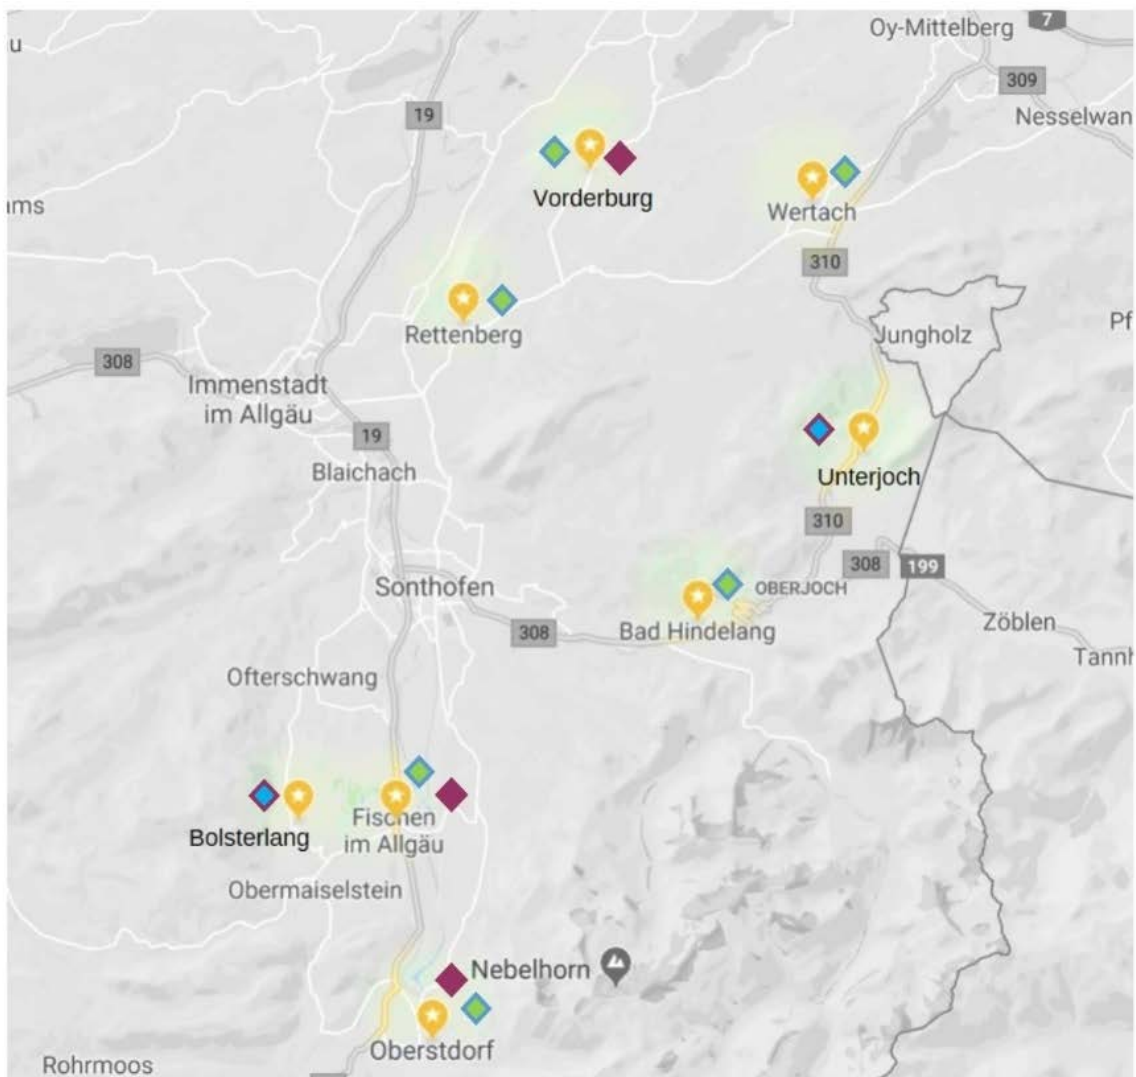 7
Oy-Mittelberg
u
309
19
Nesselwan
Vorderburg
ms
Wertach
310
Rettenberg
Jungholz
Pf
308
Immenstadt
im Allgäu
19
Blaichach
Unterjoch
310
308
199
Sonthofen
OBERJOCH
308
Bad Hindelang
Zöblen
Tannh
Ofterschwang
Fischen
im Allgäu
Bolsterlang
Obermaiselstein
Nebelhorn
Oberstdorf
Rohrmoos